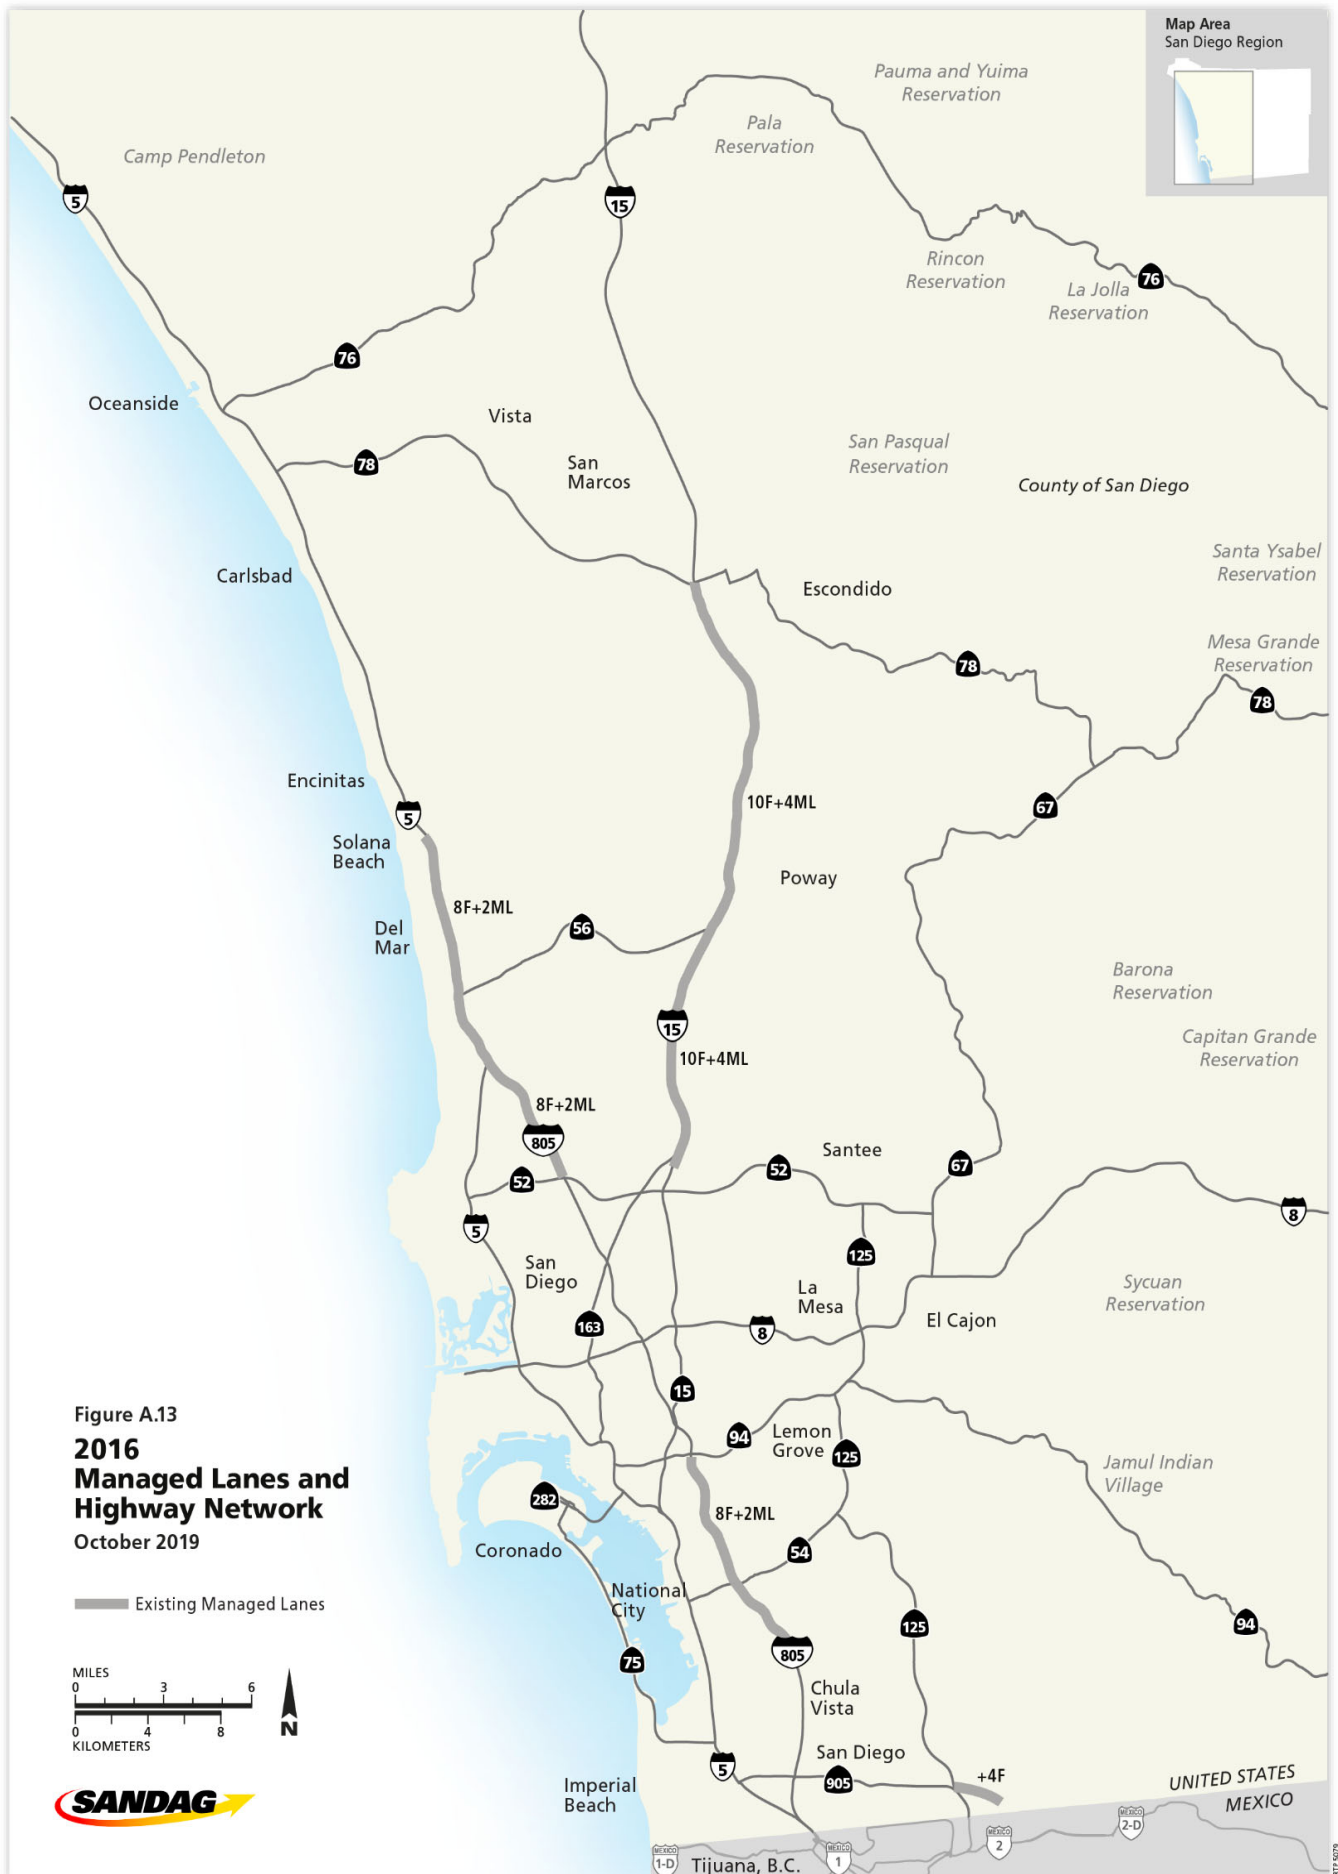 Map Area
San Diego Region
Pauma and Yuima
Reservation
Pala
Reservation
Camp Pendleton
5
15
Rincon
Reservation
76
La Jolla
Reservation
76
Oceanside
Vista
San Pasqual
Reservation
78
San
Marcos
County of San Diego
Santa Ysabel
Reservation
Carlsbad
Escondido
Mesa Grande
Reservation
78
78
Encinitas
10F+4ML
67
5
Solana
Beach
Poway
8F+2ML
56
Del
Mar
Barona
Reservation
15
Capitan Grande
Reservation
10F+4ML
8F+2ML
805
Santee
52
52
67
5
8
125
San
Diego
La
Mesa
Sycuan
Reservation
163
8
El Cajon
15
Figure A.13
2016
Managed Lanes and
Highway Network
October 2019
94
Lemon
Grove
125
Jamul Indian
Village
282
8F+2ML
Coronado
54
Existing Managed Lanes
National
City
125
94
805
75
MILES
0 3 6
0 4 8
KILOMETERS
N
Chula
Vista
San Diego
5
905
+4F
UNITED STATES
MEXICO
SANDAG
Imperial
Beach
MEXICO
2-D
MEXICO
2
MEXICO
1
MEXICO
1-D
Tijuana, B.C.